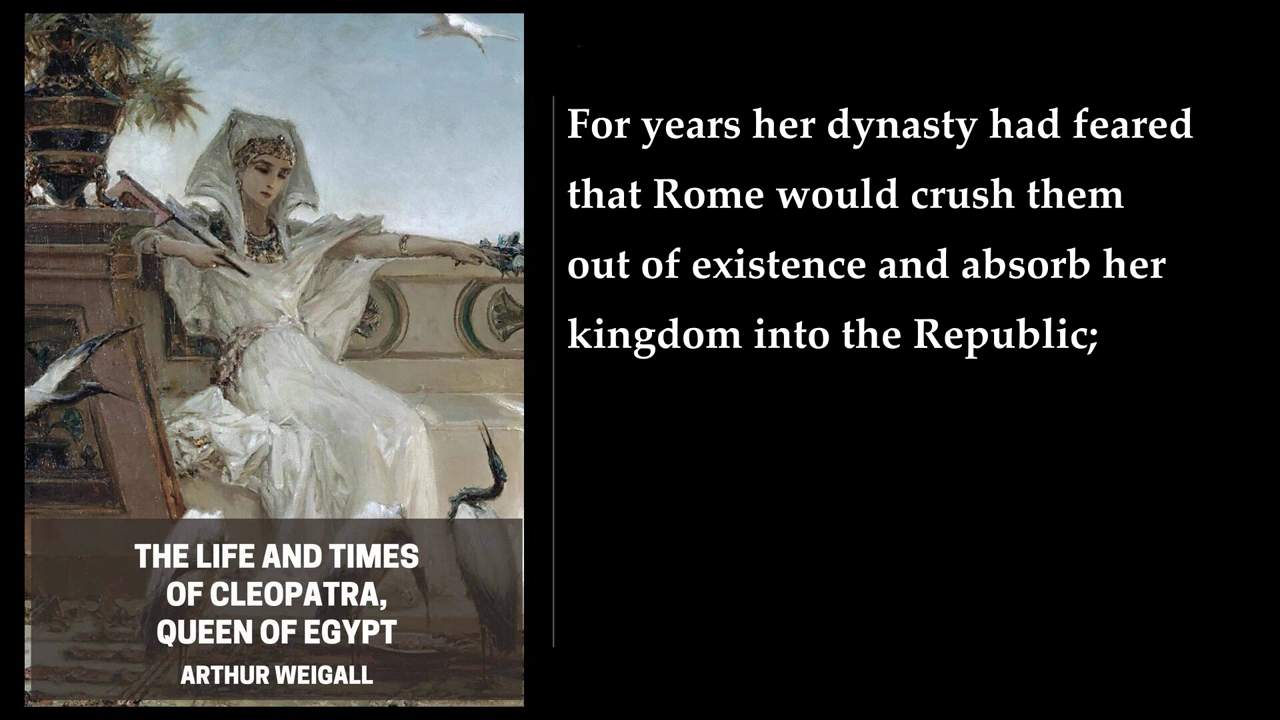 For years her dynasty had feared
that Rome would crush them
out of existence and absorb her
kingdom into the Republic;
THE LIFE AND TIMES
OF CLEOPATRA,
QUEEN OF EGYPT
ARTHUR WEIGALL